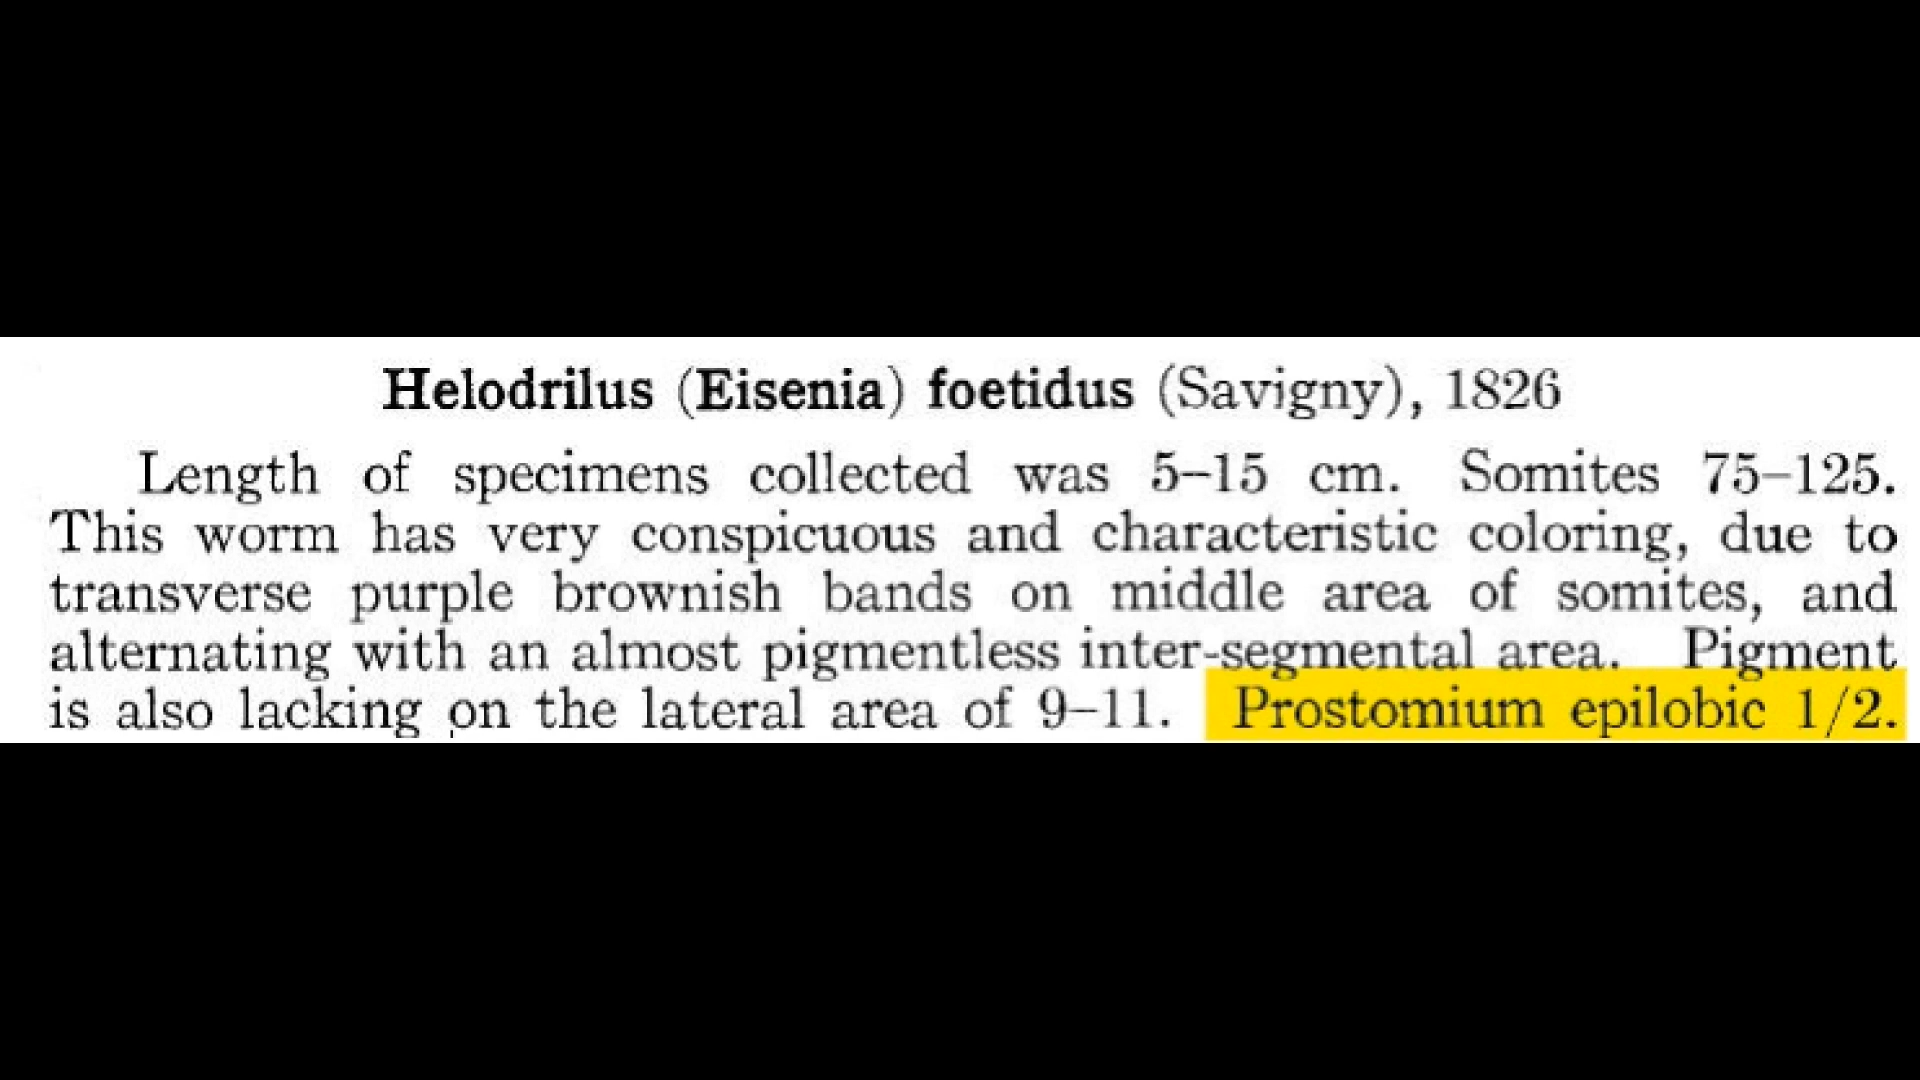 Helodrilus (Eisenia) foetidus (Savigny), 1826
Length of specimens collected was 5–15 cm. Somites 75–125.
This worm has very conspicuous and characteristic coloring, due to
transverse purple brownish bands on middle area of somites, and
alternating with an almost pigmentless inter-segmental area. Pigment
is also lacking on the lateral area of 9–11. Prostomium epilobic 1/2.